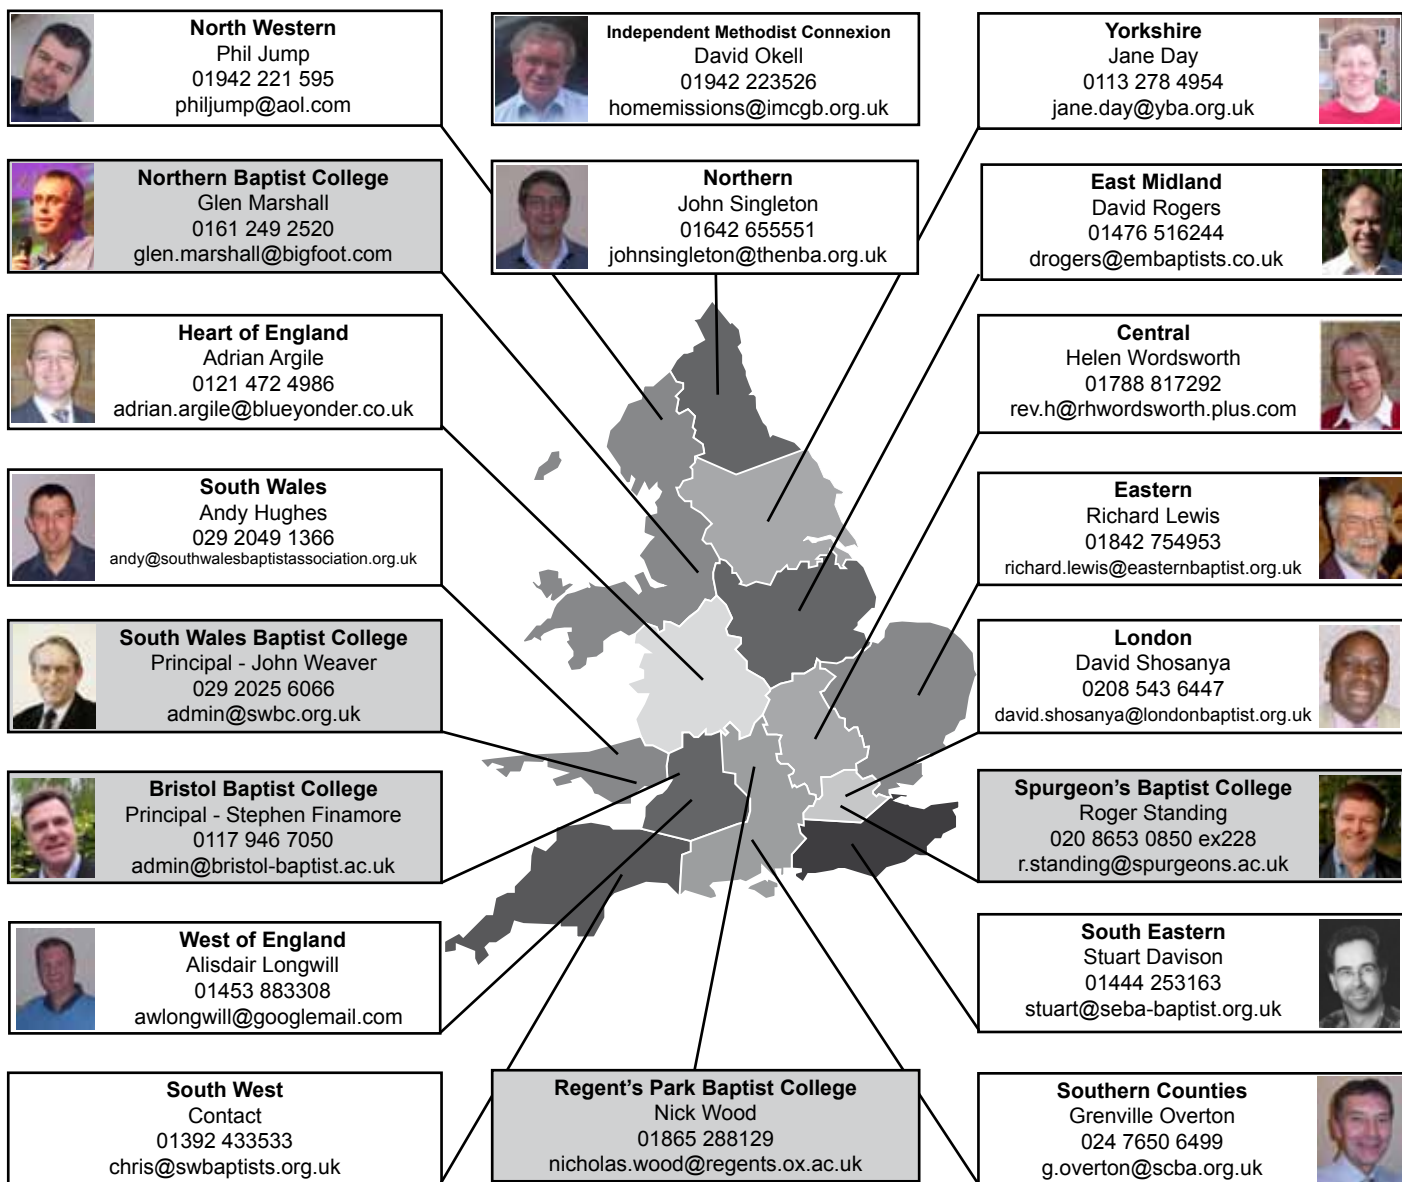 North Western
Phil Jump
01942 221 595
philjump@aol.com
Independent Methodist Connexion
David Okell
01942 223526
homemissions@imcgb.org.uk
Yorkshire
Jane Day
0113 278 4954
jane.day@yba.org.uk
Northern Baptist College
Glen Marshall
0161 249 2520
glen.marshall@bigfoot.com
Northern
John Singleton
01642 655551
johnsingleton@thenba.org.uk
East Midland
David Rogers
01476 516244
drogers@embaptists.co.uk
Heart of England
Adrian Argile
0121 472 4986
adrian.argile@blueyonder.co.uk
Central
Helen Wordsworth
01788 817292
rev.h@rhwordsworth.plus.com
South Wales
Andy Hughes
029 2049 1366
andy@southwalesbaptistassociation.org.uk
Eastern
Richard Lewis
01842 754953
richard.lewis@easternbaptist.org.uk
South Wales Baptist College
Principal - John Weaver
029 2025 6066
admin@swbc.org.uk
London
David Shosanya
0208 543 6447
david.shosanya@londonbaptist.org.uk
Bristol Baptist College
Principal - Stephen Finamore
0117 946 7050
admin@bristol-baptist.ac.uk
Spurgeon's Baptist College
Roger Standing
020 8653 0850 ex228
r.standing@spurgeons.ac.uk
West of England
Alisdair Longwill
01453 883308
awlongwill@googlemail.com
South Eastern
Stuart Davison
01444 253163
stuart@seba-baptist.org.uk
South West
Contact
01392 433533
chris@swbaptists.org.uk
Regent's Park Baptist College
Nick Wood
01865 288129
nicholas.wood@regents.ox.ac.uk
Southern Counties
Grenville Overton
024 7650 6499
g.overton@scba.org.uk